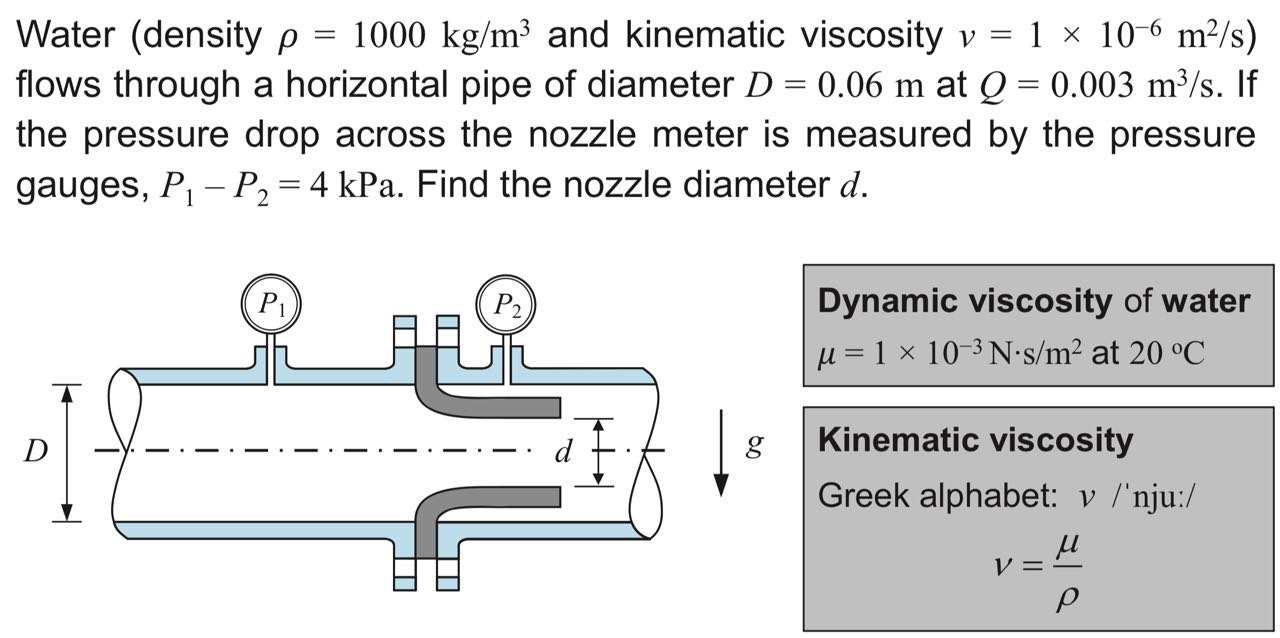 Water (density ρ = 1000 kg/m³ and kinematic viscosity ν = 1 × 10⁻⁶ m²/s)
flows through a horizontal pipe of diameter D = 0.06 m at Q = 0.003 m³/s. If
the pressure drop across the nozzle meter is measured by the pressure
gauges, P₁ – P₂ = 4 kPa. Find the nozzle diameter d.
P₁
P₂
D
d
g
Dynamic viscosity of water
μ = 1 × 10⁻³ N·s/m² at 20 ºC
Kinematic viscosity
Greek alphabet: ν /ˈnjuː/
ν = μ
ρ